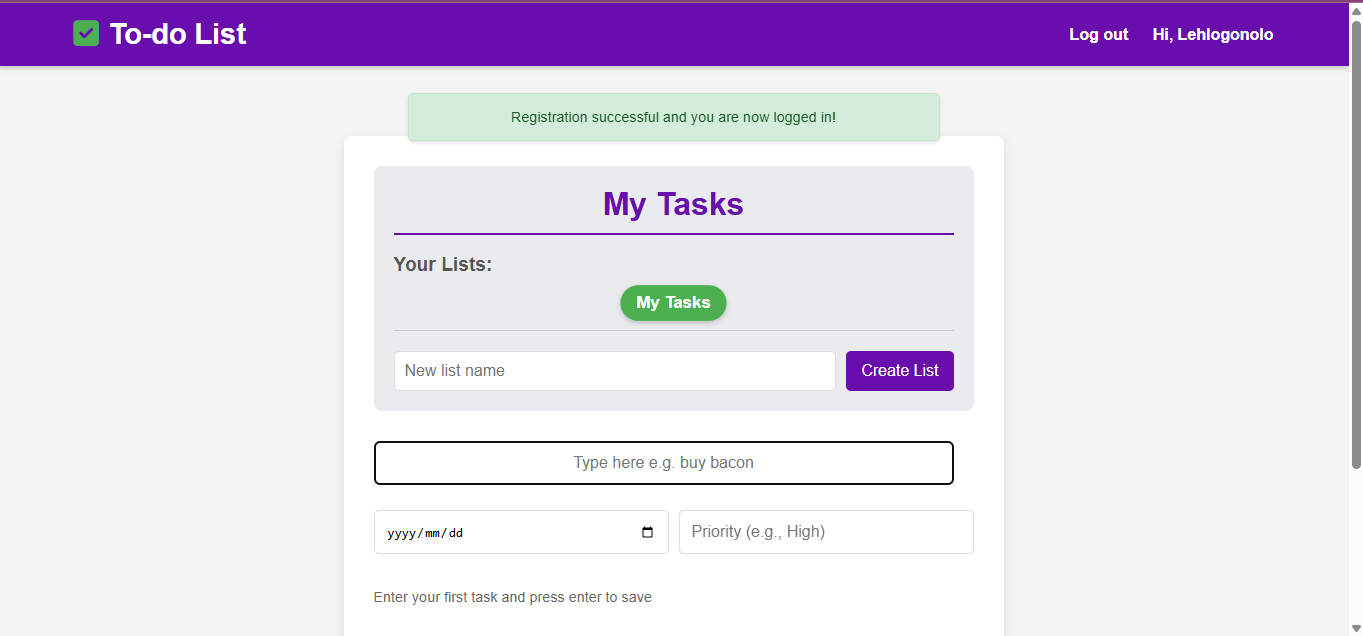 To-do List
Log out Hi, Lehlogonolo
Registration successful and you are now logged in!
My Tasks
Your Lists:
My Tasks
New list name
Create List
Type here e.g. buy bacon
yyyy/mm/dd
Priority (e.g., High)
Enter your first task and press enter to save